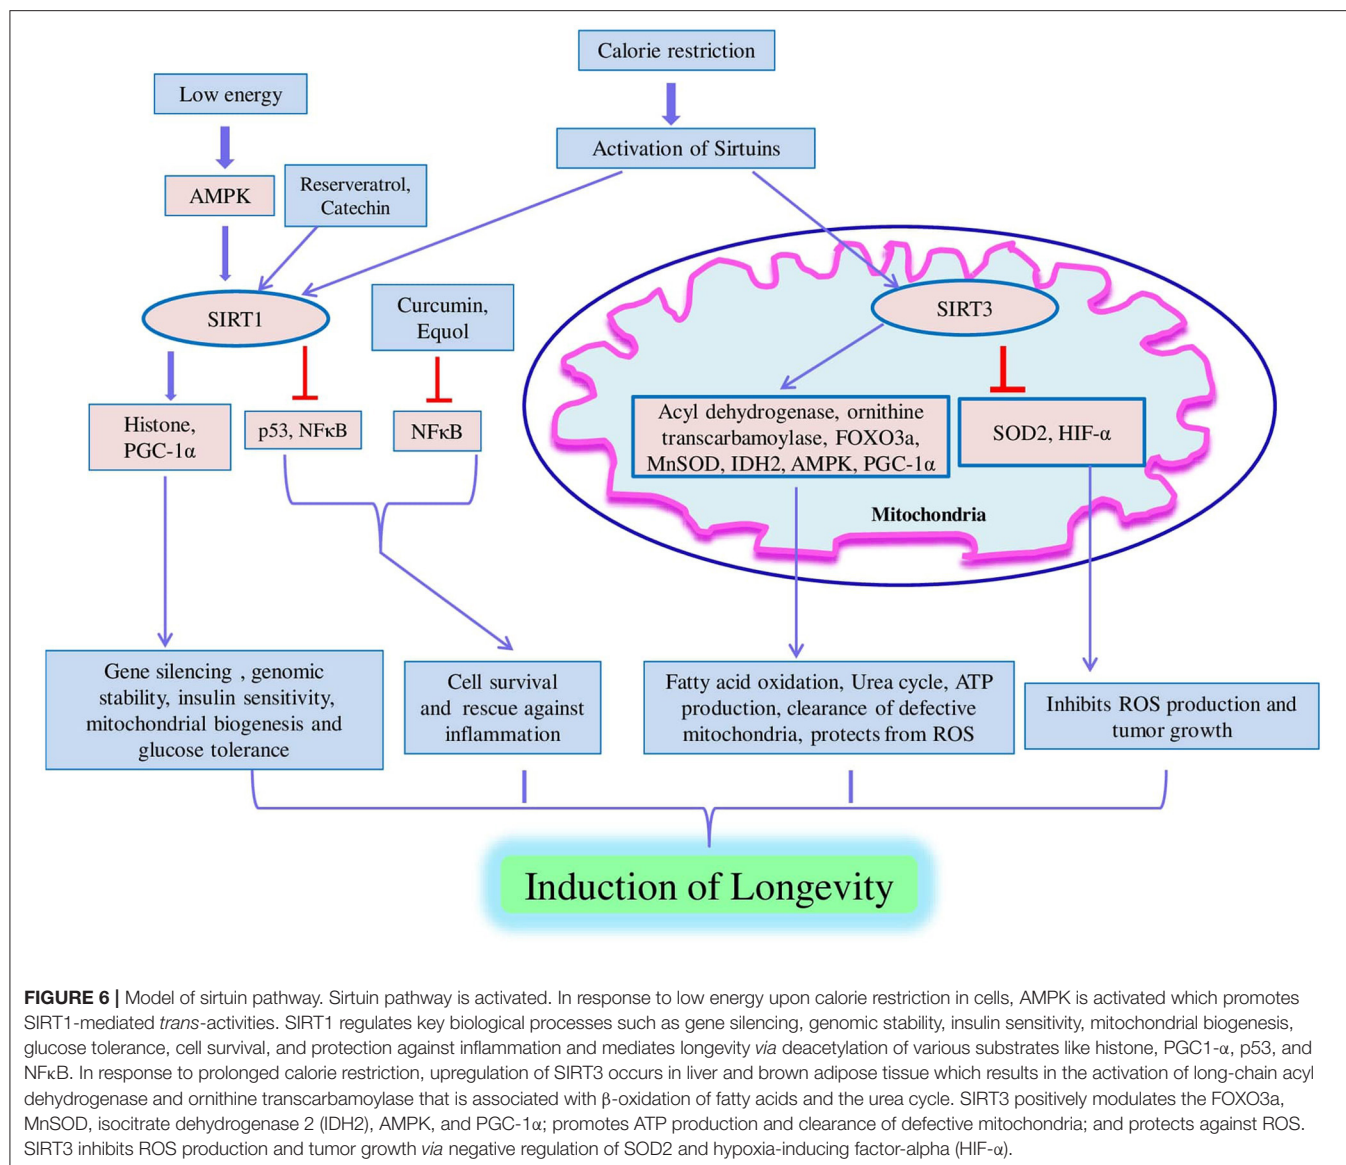 Calorie restriction
Low energy
Activation of Sirtuins
AMPK
Reserveratrol,
Catechin
SIRT1
Curcumin,
Equol
SIRT3
Histone,
PGC-1α
p53, NFκB
NFκB
Acyl dehydrogenase, ornithine
transcarbamoylase, FOXO3a,
MnSOD, IDH2, AMPK, PGC-1α
SOD2, HIF-α
Mitochondria
Gene silencing , genomic
stability, insulin sensitivity,
mitochondrial biogenesis and
glucose tolerance
Cell survival
and rescue against
inflammation
Fatty acid oxidation, Urea cycle, ATP
production, clearance of defective
mitochondria, protects from ROS
Inhibits ROS production and
tumor growth
Induction of Longevity
FIGURE 6 | Model of sirtuin pathway. Sirtuin pathway is activated. In response to low energy upon calorie restriction in cells, AMPK is activated which promotes
SIRT1-mediated trans-activities. SIRT1 regulates key biological processes such as gene silencing, genomic stability, insulin sensitivity, mitochondrial biogenesis,
glucose tolerance, cell survival, and protection against inflammation and mediates longevity via deacetylation of various substrates like histone, PGC1-α, p53, and
NFκB. In response to prolonged calorie restriction, upregulation of SIRT3 occurs in liver and brown adipose tissue which results in the activation of long-chain acyl
dehydrogenase and ornithine transcarbamoylase that is associated with β-oxidation of fatty acids and the urea cycle. SIRT3 positively modulates the FOXO3a,
MnSOD, isocitrate dehydrogenase 2 (IDH2), AMPK, and PGC-1α; promotes ATP production and clearance of defective mitochondria; and protects against ROS.
SIRT3 inhibits ROS production and tumor growth via negative regulation of SOD2 and hypoxia-inducing factor-alpha (HIF-α).